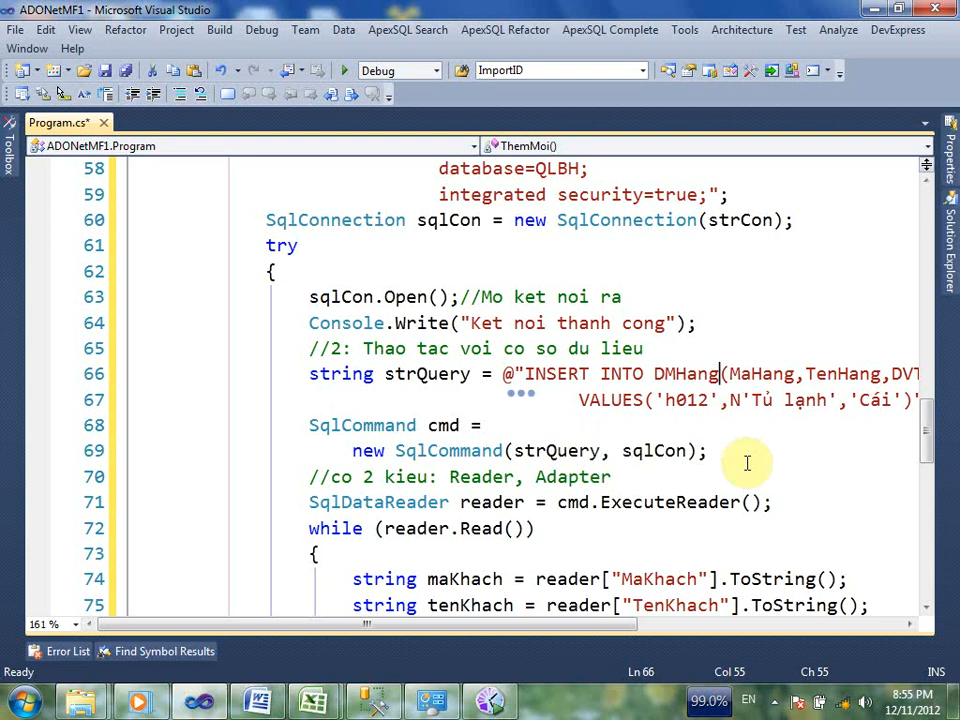 ADONetMF1 - Microsoft Visual Studio
File Edit View Refactor Project Build Debug Team Data ApexSQL Search ApexSQL Refactor ApexSQL Complete Tools Architecture Test Analyze DevExpress
Window Help
Debug ImportID
Program.cs*
ADONetMF1.Program ThemMoi()
Toolbox
Properties
Solution Explorer
58 database=QLBH;
59 integrated security=true;";
60 SqlConnection sqlCon = new SqlConnection(strCon);
61 try
62 {
63 sqlCon.Open();//Mo ket noi ra
64 Console.Write("Ket noi thanh cong");
65 //2: Thao tac voi co so du lieu
66 string strQuery = @"INSERT INTO DMHang(MaHang,TenHang,DVT
67 VALUES('h012',N'Tủ lạnh','Cái')"
68 SqlCommand cmd =
69 new SqlCommand(strQuery, sqlCon);
70 //co 2 kieu: Reader, Adapter
71 SqlDataReader reader = cmd.ExecuteReader();
72 while (reader.Read())
73 {
74 string maKhach = reader["MaKhach"].ToString();
75 string tenKhach = reader["TenKhach"].ToString();
161 %
Error List Find Symbol Results
Ready Ln 66 Col 55 Ch 55 INS
99.0% EN 8:55 PM
12/11/2012